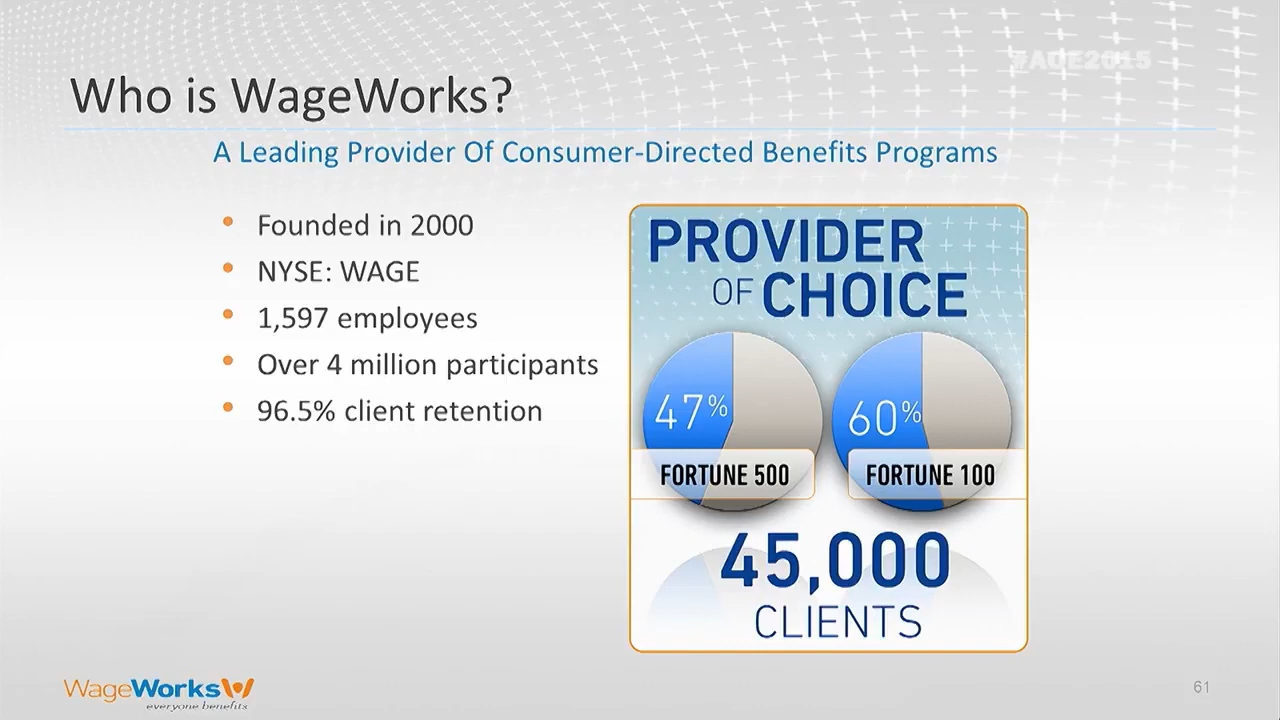 #ACE2015
Who is WageWorks?
A Leading Provider Of Consumer-Directed Benefits Programs
• Founded in 2000
• NYSE: WAGE
• 1,597 employees
• Over 4 million participants
• 96.5% client retention
PROVIDER
OF CHOICE
47%
60%
FORTUNE 500
FORTUNE 100
45,000
CLIENTS
WageWorks
everyone benefits
61